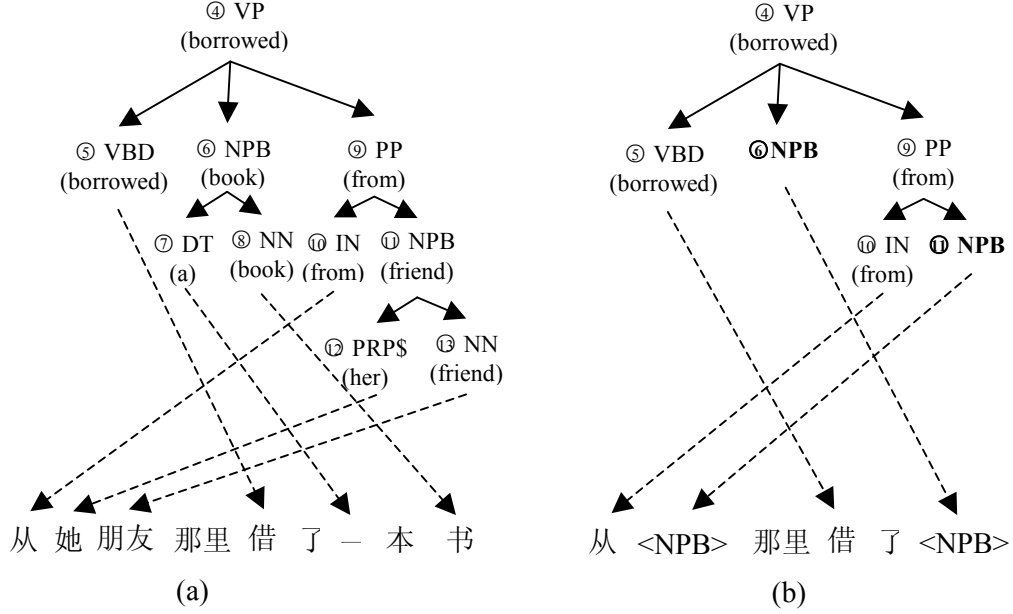 ④ VP
(borrowed)
⑤ VBD
(borrowed)
⑥ NPB
(book)
⑨ PP
(from)
⑦ DT
(a)
⑧ NN
(book)
⑩ IN
(from)
⑪ NPB
(friend)
⑫ PRP$
(her)
⑬ NN
(friend)
从 她 朋友 那里 借 了 一 本 书
(a)
④ VP
(borrowed)
⑤ VBD
(borrowed)
⑥NPB
⑨ PP
(from)
⑩ IN
(from)
⑪ NPB
从 <NPB> 那里 借 了 <NPB>
(b)